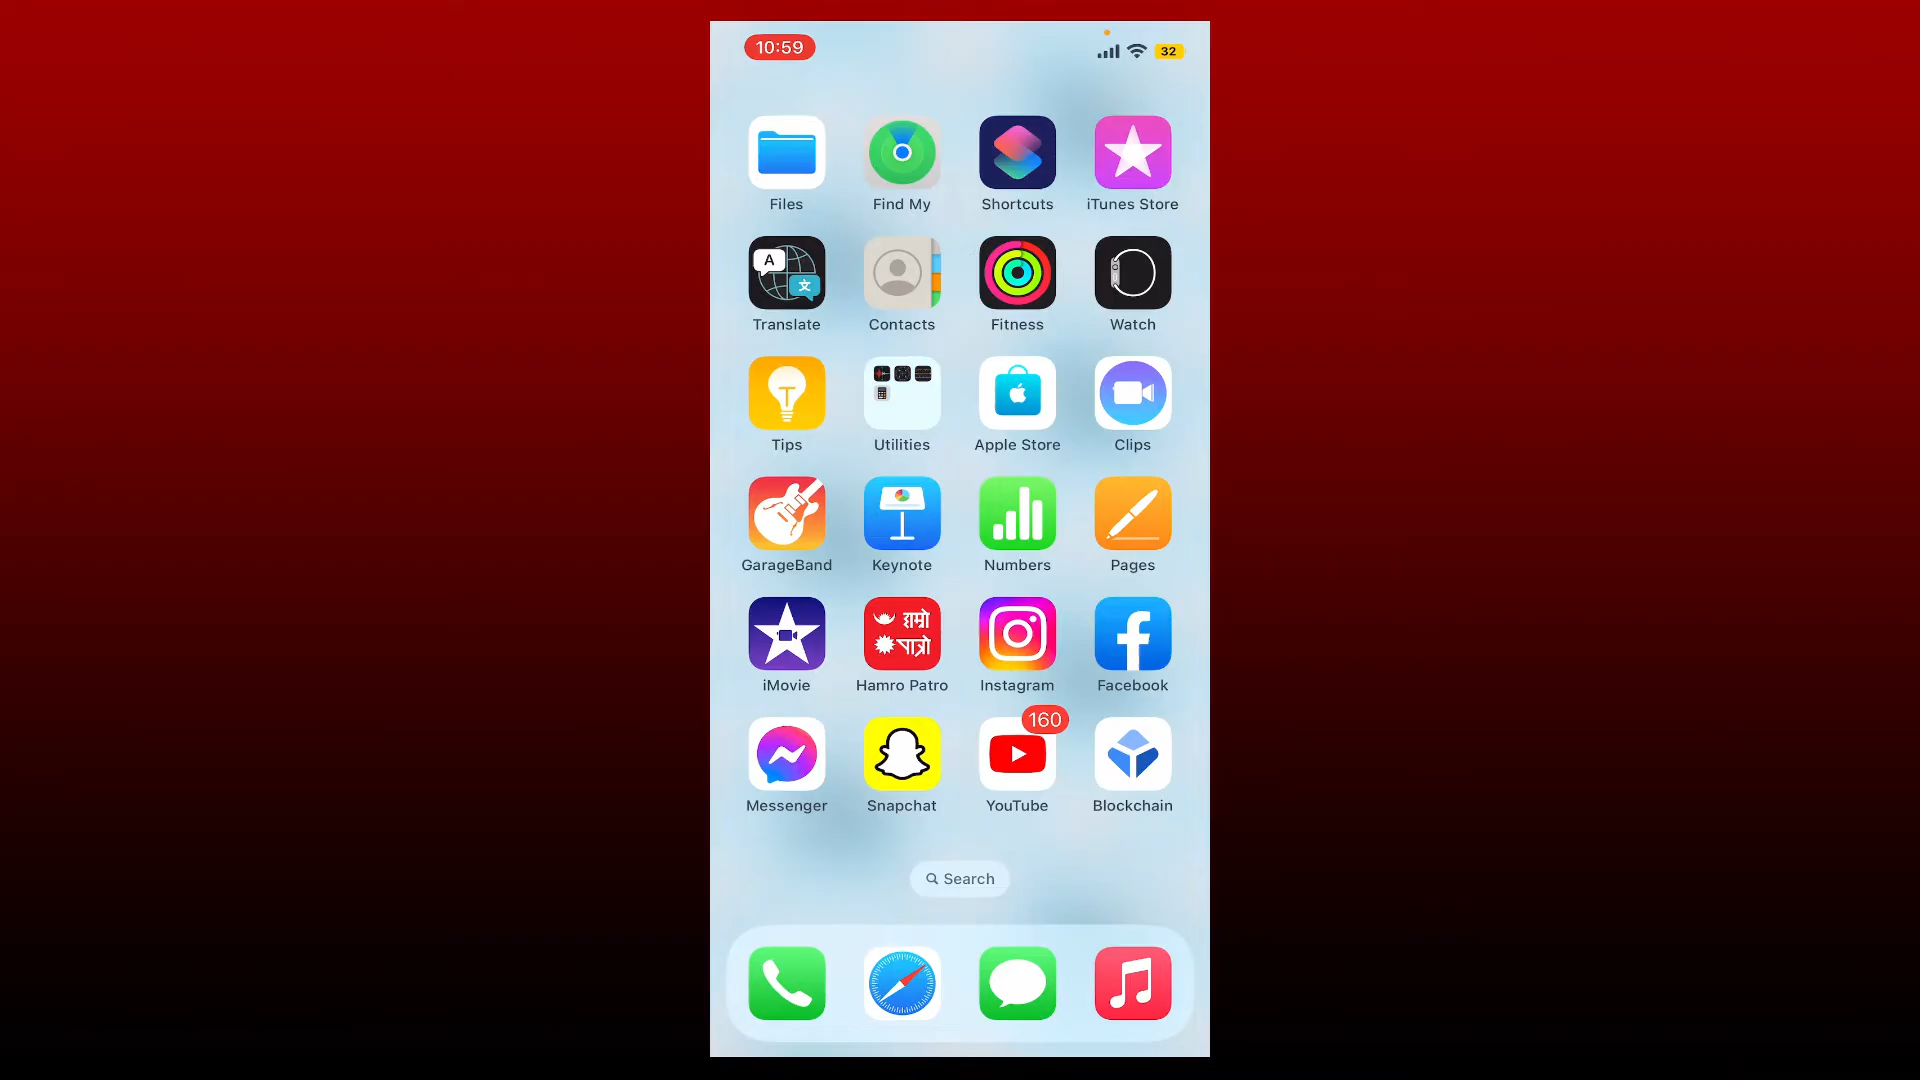 10:59
32
Files Find My Shortcuts iTunes Store
A
文
Translate Contacts Fitness Watch
Tips Utilities Apple Store Clips
GarageBand Keynote Numbers Pages
हाम्रो
पात्रो
iMovie Hamro Patro Instagram Facebook
160
Messenger Snapchat YouTube Blockchain
Search